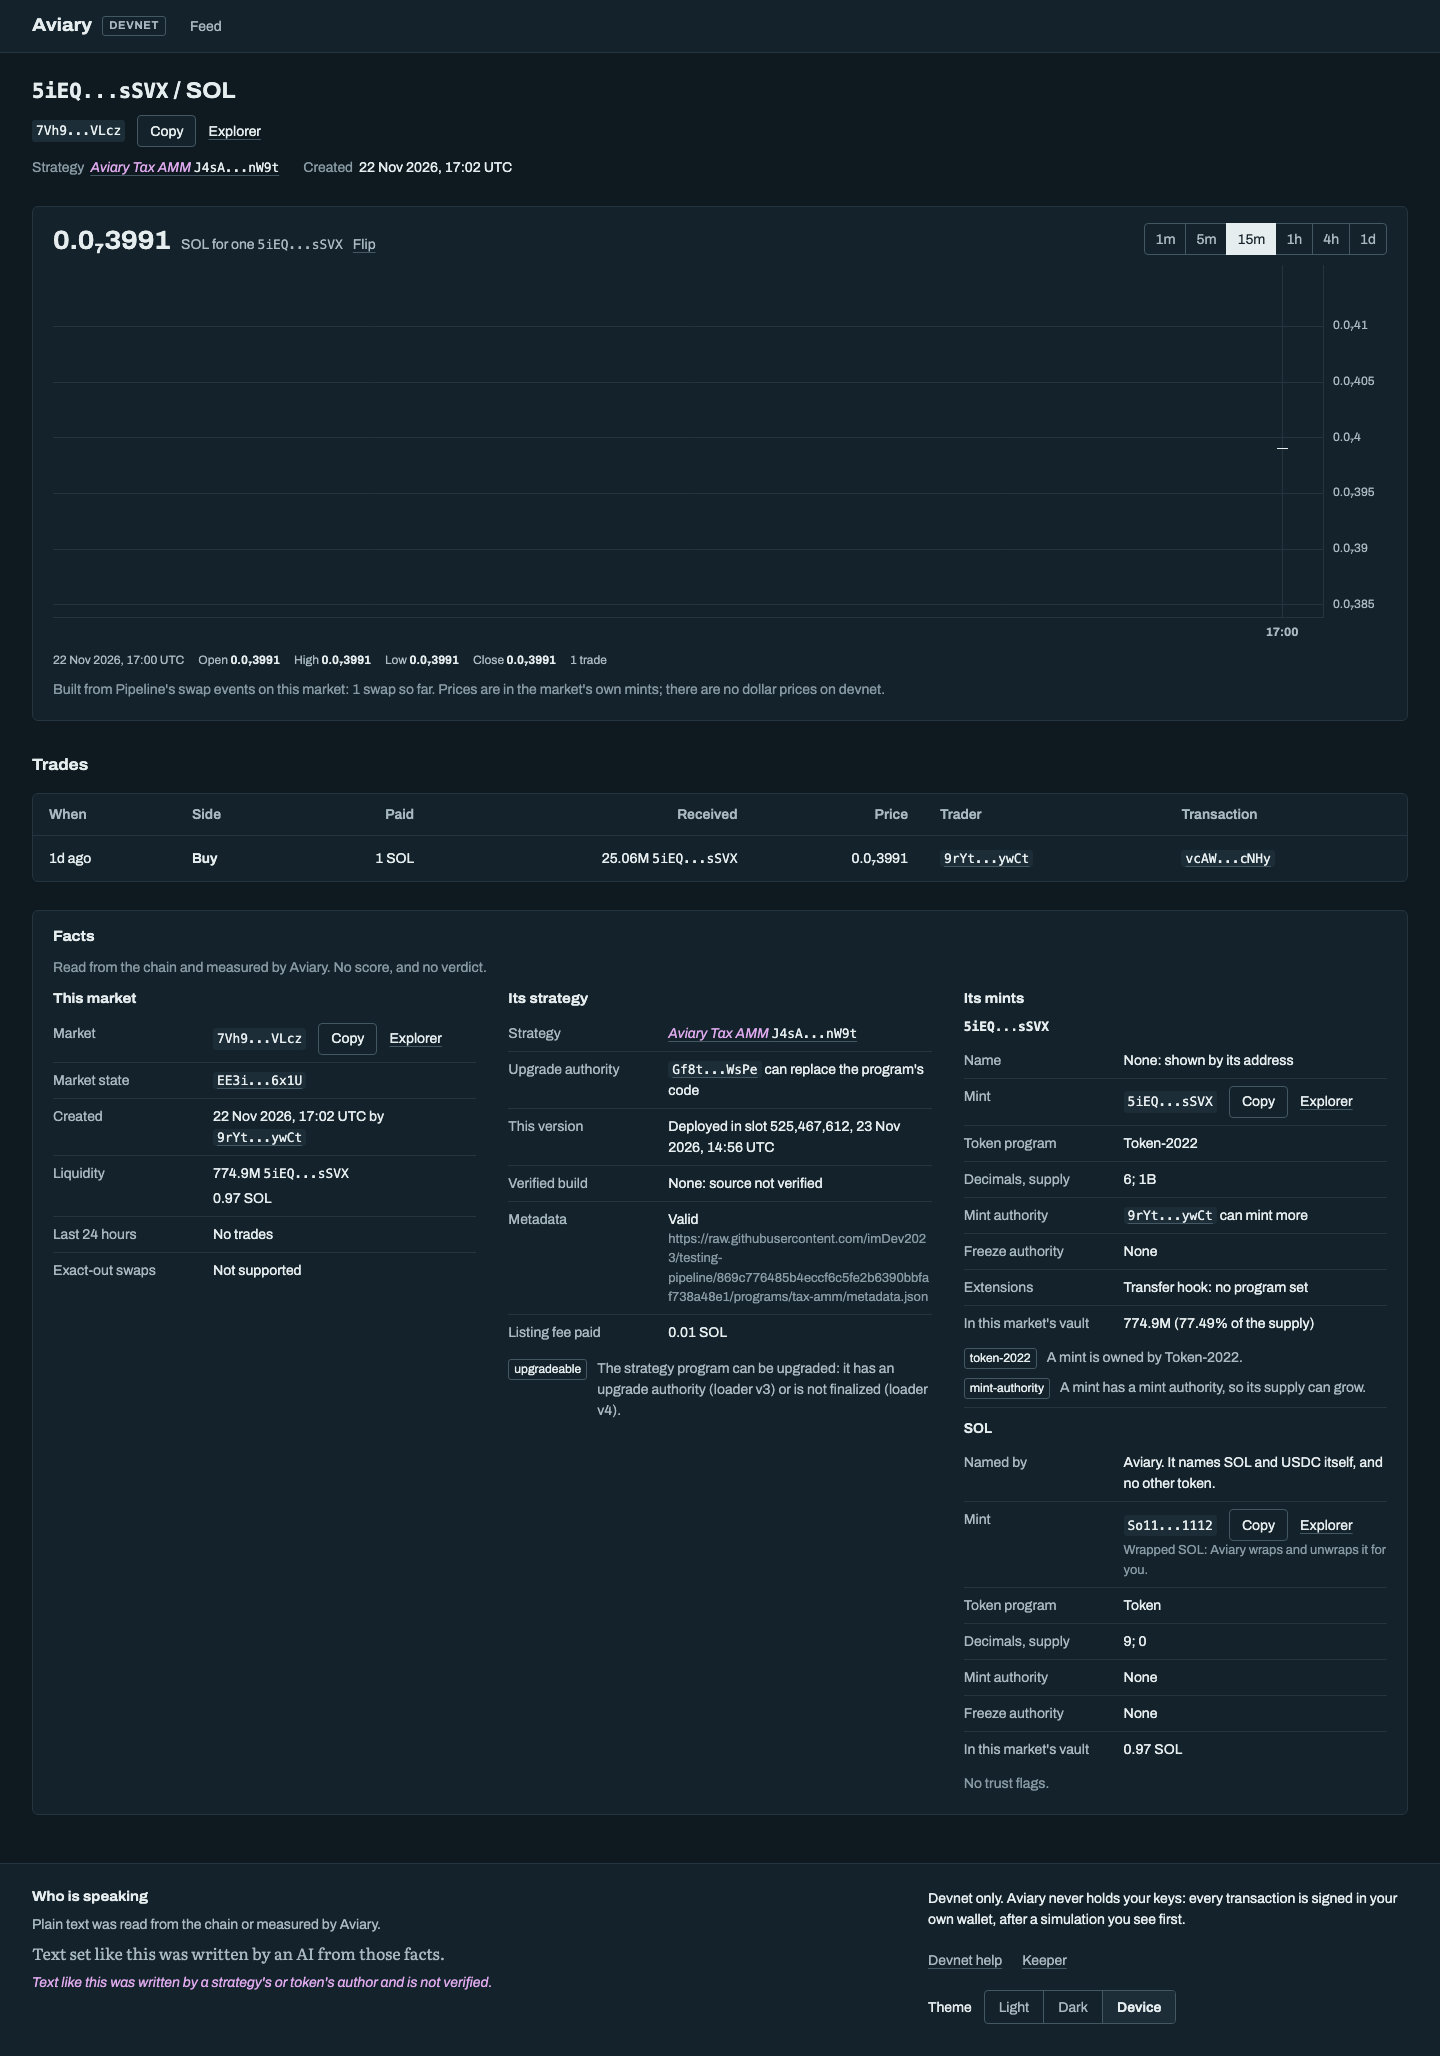 Aviary DEVNET Feed
5iEQ...sSVX / SOL
7Vh9...VLcz Copy Explorer
Strategy Aviary Tax AMM J4sA...nW9t Created 22 Nov 2026, 17:02 UTC
0.0₇3991 SOL for one 5iEQ...sSVX Flip
1m 5m 15m 1h 4h 1d
0.0₇41
0.0₇405
0.0₇4
0.0₇395
0.0₇39
0.0₇385
17:00
22 Nov 2026, 17:00 UTC Open 0.0₇3991 High 0.0₇3991 Low 0.0₇3991 Close 0.0₇3991 1 trade
Built from Pipeline's swap events on this market: 1 swap so far. Prices are in the market's own mints; there are no dollar prices on devnet.
Trades
When Side Paid Received Price Trader Transaction
1d ago Buy 1 SOL 25.06M 5iEQ...sSVX 0.0₇3991 9rYt...ywCt vcAW...cNHy
Facts
Read from the chain and measured by Aviary. No score, and no verdict.
This market
Market 7Vh9...VLcz Copy Explorer
Market state EE3i...6x1U
Created 22 Nov 2026, 17:02 UTC by
9rYt...ywCt
Liquidity 774.9M 5iEQ...sSVX
0.97 SOL
Last 24 hours No trades
Exact-out swaps Not supported
Its strategy
Strategy Aviary Tax AMM J4sA...nW9t
Upgrade authority Gf8t...WsPe can replace the program's
code
This version Deployed in slot 525,467,612, 23 Nov
2026, 14:56 UTC
Verified build None: source not verified
Metadata Valid
https://raw.githubusercontent.com/imDev202
3/testing-
pipeline/869c776485b4eccf6c5fe2b6390bbfa
f738a48e1/programs/tax-amm/metadata.json
Listing fee paid 0.01 SOL
upgradeable The strategy program can be upgraded: it has an
upgrade authority (loader v3) or is not finalized (loader
v4).
Its mints
5iEQ...sSVX
Name None: shown by its address
Mint 5iEQ...sSVX Copy Explorer
Token program Token-2022
Decimals, supply 6; 1B
Mint authority 9rYt...ywCt can mint more
Freeze authority None
Extensions Transfer hook: no program set
In this market's vault 774.9M (77.49% of the supply)
token-2022 A mint is owned by Token-2022.
mint-authority A mint has a mint authority, so its supply can grow.
SOL
Named by Aviary. It names SOL and USDC itself, and
no other token.
Mint So11...1112 Copy Explorer
Wrapped SOL: Aviary wraps and unwraps it for
you.
Token program Token
Decimals, supply 9; 0
Mint authority None
Freeze authority None
In this market's vault 0.97 SOL
No trust flags.
Who is speaking
Plain text was read from the chain or measured by Aviary.
Text set like this was written by an AI from those facts.
Text like this was written by a strategy's or token's author and is not verified.
Devnet only. Aviary never holds your keys: every transaction is signed in your
own wallet, after a simulation you see first.
Devnet help Keeper
Theme Light Dark Device